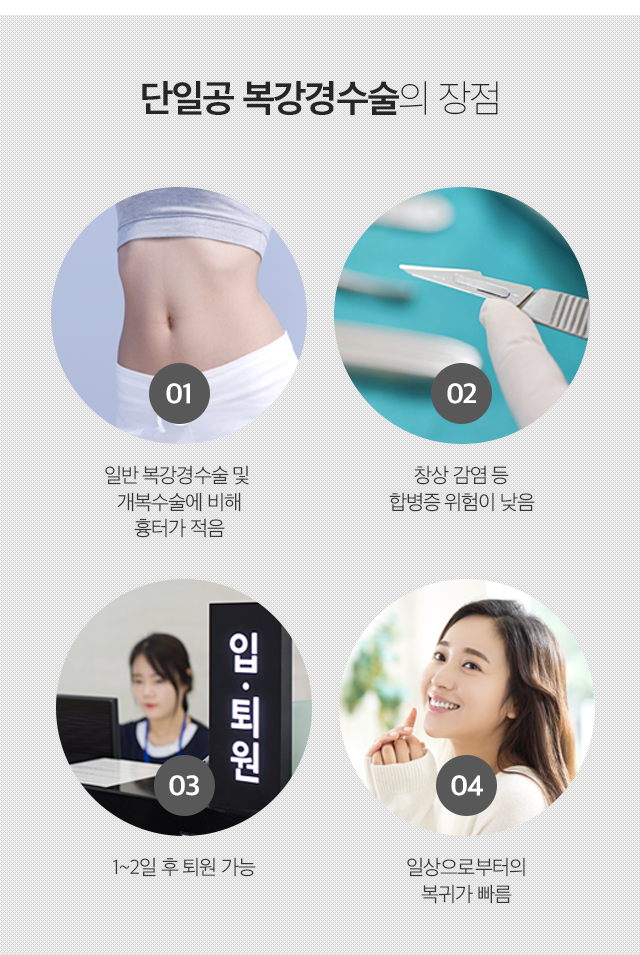 단일공 복강경수술의 장점
01
일반 복강경수술 및
개복수술에 비해
흉터가 적음
02
창상 감염 등
합병증 위험이 낮음
입·퇴원
03
1~2일 후 퇴원 가능
04
일상으로부터의
복귀가 빠름